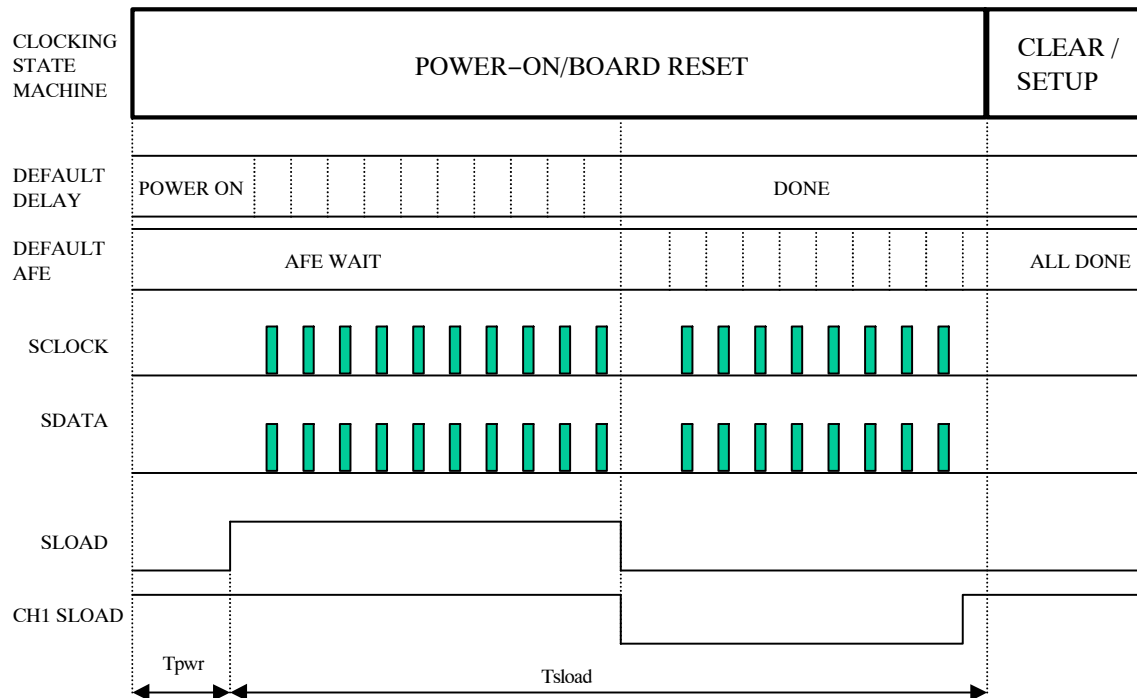 CLOCKING
STATE
MACHINE
POWER−ON/BOARD RESET
CLEAR /
SETUP
DEFAULT
DELAY
POWER ON
DONE
DEFAULT
AFE
AFE WAIT
ALL DONE
SCLOCK
SDATA
SLOAD
CH1 SLOAD
Tpwr
Tsload